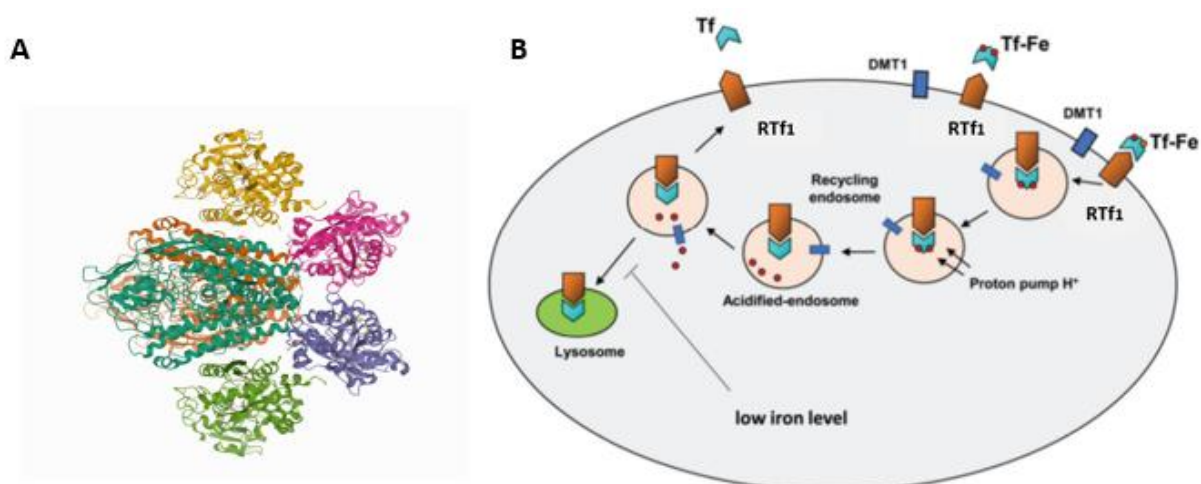 A
B
Tf
Tf-Fe
DMT1
RTf1
RTf1
DMT1
Tf-Fe
RTf1
Recycling
endosome
Proton pump H⁺
Acidified-endosome
Lysosome
low iron level